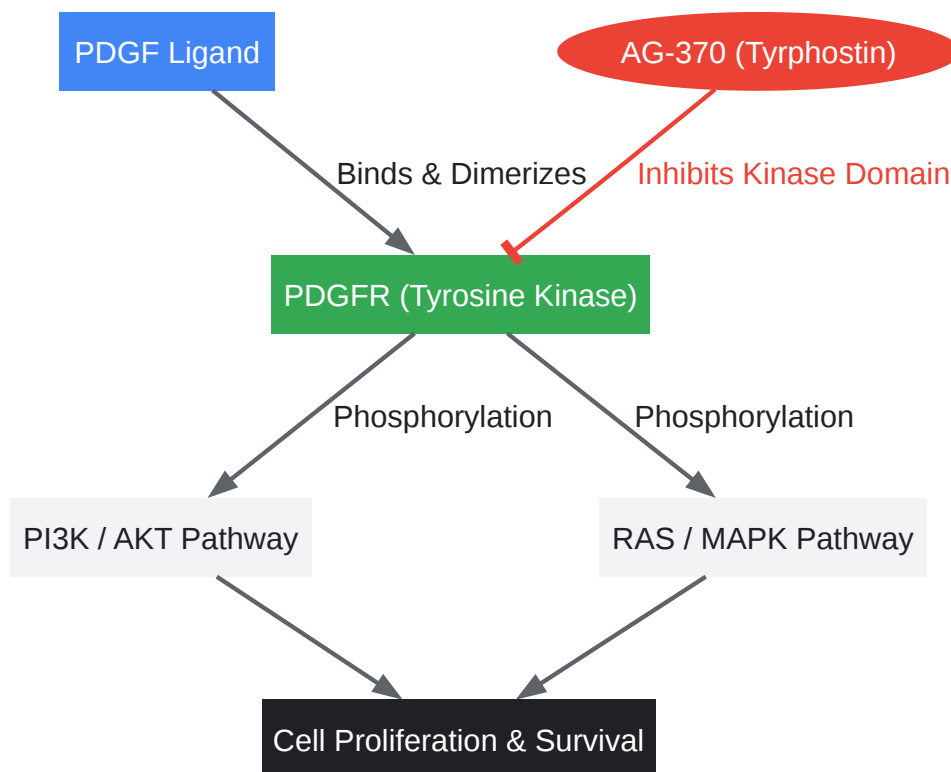 PDGF Ligand
AG-370 (Tyrphostin)
Binds & Dimerizes
Inhibits Kinase Domain
PDGFR (Tyrosine Kinase)
Phosphorylation
Phosphorylation
PI3K / AKT Pathway
RAS / MAPK Pathway
Cell Proliferation & Survival